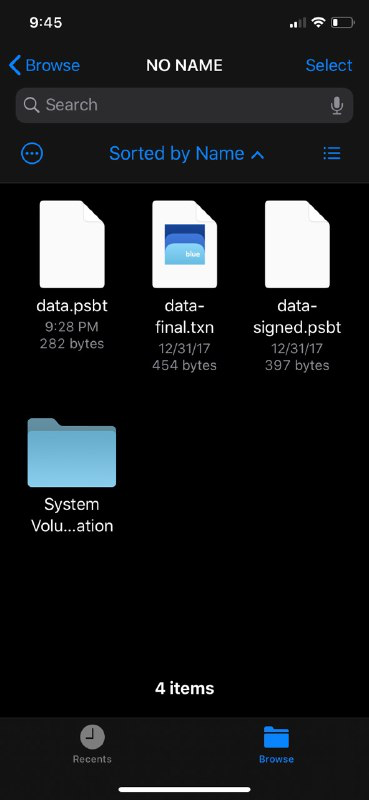 9:45
Browse
NO NAME
Select
Search
Sorted by Name
data.psbt
9:28 PM
282 bytes
blue
data-
final.txn
12/31/17
454 bytes
data-
signed.psbt
12/31/17
397 bytes
System
Volu...ation
4 items
Recents
Browse